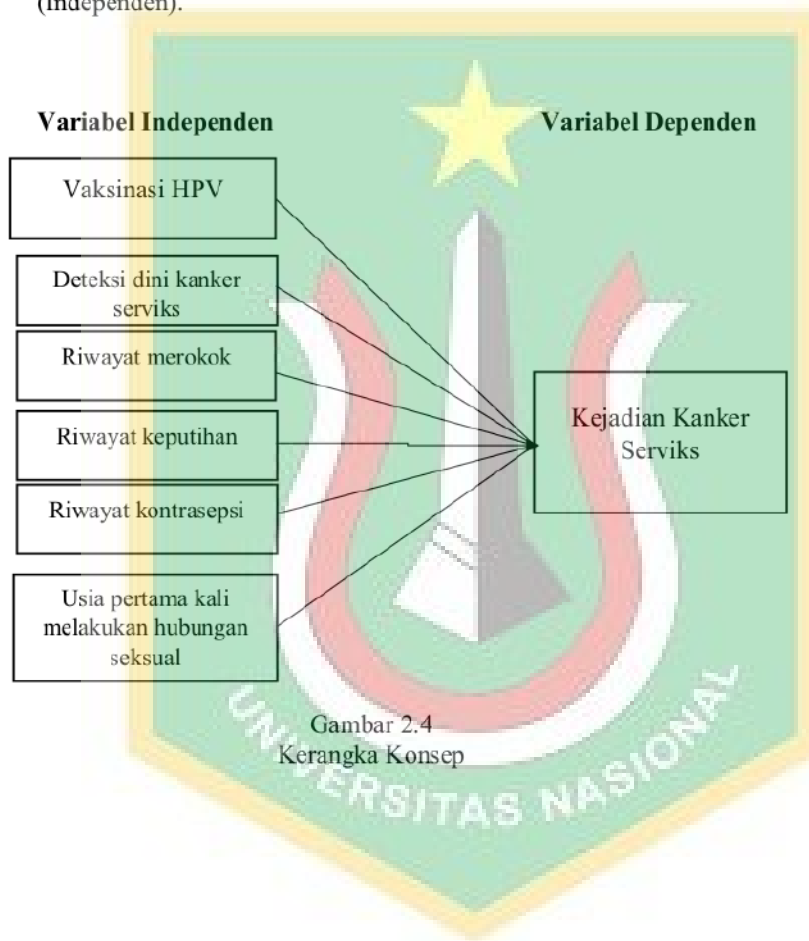 (Independen).
Variabel Independen
Variabel Dependen
Vaksinasi HPV
Deteksi dini kanker
serviks
Riwayat merokok
Riwayat keputihan
Riwayat kontrasepsi
Usia pertama kali
melakukan hubungan
seksual
Kejadian Kanker
Serviks
Gambar 2.4
Kerangka Konsep
UNIVERSITAS NASIONAL